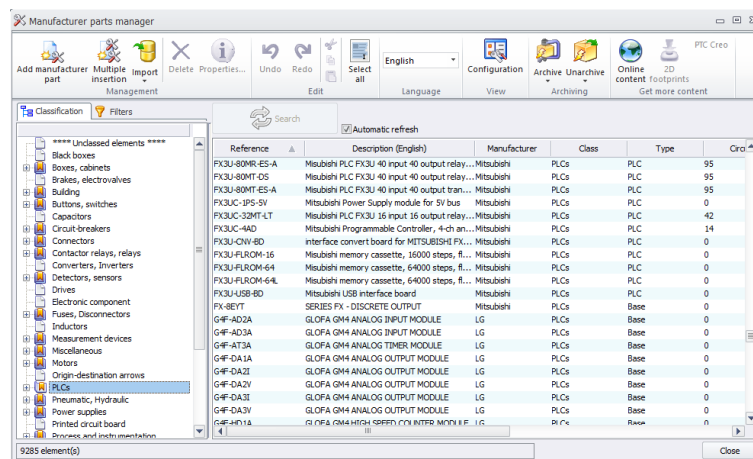 Manufacturer parts manager
Add manufacturer part
Multiple insertion
Import
Delete
Properties...
Undo
Redo
Select all
English
Configuration
Archive
Unarchive
Online content
2D footprints
PTC Creo
Management
Edit
Language
View
Archiving
Get more content
Classification
Filters
Search
Automatic refresh
**** Unclassed elements ****
Black boxes
Boxes, cabinets
Brakes, electrovalves
Building
Buttons, switches
Capacitors
Circuit-breakers
Connectors
Contactor relays, relays
Converters, Inverters
Detectors, sensors
Drives
Electronic component
Fuses, Disconnectors
Inductors
Measurement devices
Miscellaneous
Motors
Origin-destination arrows
PLCs
Pneumatic, Hydraulic
Power supplies
Printed circuit board
Process and instrumentation
Reference Description (English) Manufacturer Class Type Circ
FX3U-80MR-ES-A Misubishi PLC FX3U 40 input 40 output relay... Mitsubishi PLCs PLC 95
FX3U-80MT-DS Misubishi PLC FX3U 40 input 40 output relay... Mitsubishi PLCs PLC 95
FX3U-80MT-ES-A Misubishi PLC FX3U 40 input 40 output tran... Mitsubishi PLCs PLC 95
FX3UC-1PS-5V Mitsubishi Power Supply module for 5V bus Mitsubishi PLCs PLC 0
FX3UC-32MT-LT Misubishi PLC FX3U 16 input 16 output relay... Mitsubishi PLCs PLC 42
FX3UC-4AD Mitsubishi Programmable Controller, 4-ch an... Mitsubishi PLCs PLC 14
FX3U-CNV-BD interface convert board for MITSUBISHI FX... Mitsubishi PLCs PLC 0
FX3U-FLROM-16 Misubishi memory cassette, 16000 steps, fl... Mitsubishi PLCs PLC 0
FX3U-FLROM-64 Misubishi memory cassette, 64000 steps, fl... Mitsubishi PLCs PLC 0
FX3U-FLROM-64L Misubishi memory cassette, 64000 steps, fl... Mitsubishi PLCs PLC 0
FX3U-USB-BD Mitsubishi USB interface board Mitsubishi PLCs PLC 0
FX-8EYT SERIES FX - DISCRETE OUTPUT Mitsubishi PLCs Base 0
G4F-AD2A GLOFA GM4 ANALOG INPUT MODULE LG PLCs Base 0
G4F-AD3A GLOFA GM4 ANALOG INPUT MODULE LG PLCs Base 0
G4F-AT3A GLOFA GM4 ANALOG TIMER MODULE LG PLCs Base 0
G4F-DA1A GLOFA GM4 ANALOG OUTPUT MODULE LG PLCs Base 0
G4F-DA2I GLOFA GM4 ANALOG OUTPUT MODULE LG PLCs Base 0
G4F-DA2V GLOFA GM4 ANALOG OUTPUT MODULE LG PLCs Base 0
G4F-DA3I GLOFA GM4 ANALOG OUTPUT MODULE LG PLCs Base 0
G4F-DA3V GLOFA GM4 ANALOG OUTPUT MODULE LG PLCs Base 0
G4F-HD1A GLOFA GM4 HIGH SPEED COUNTER MODULE LG PLCs Base 0
9285 element(s)
Close